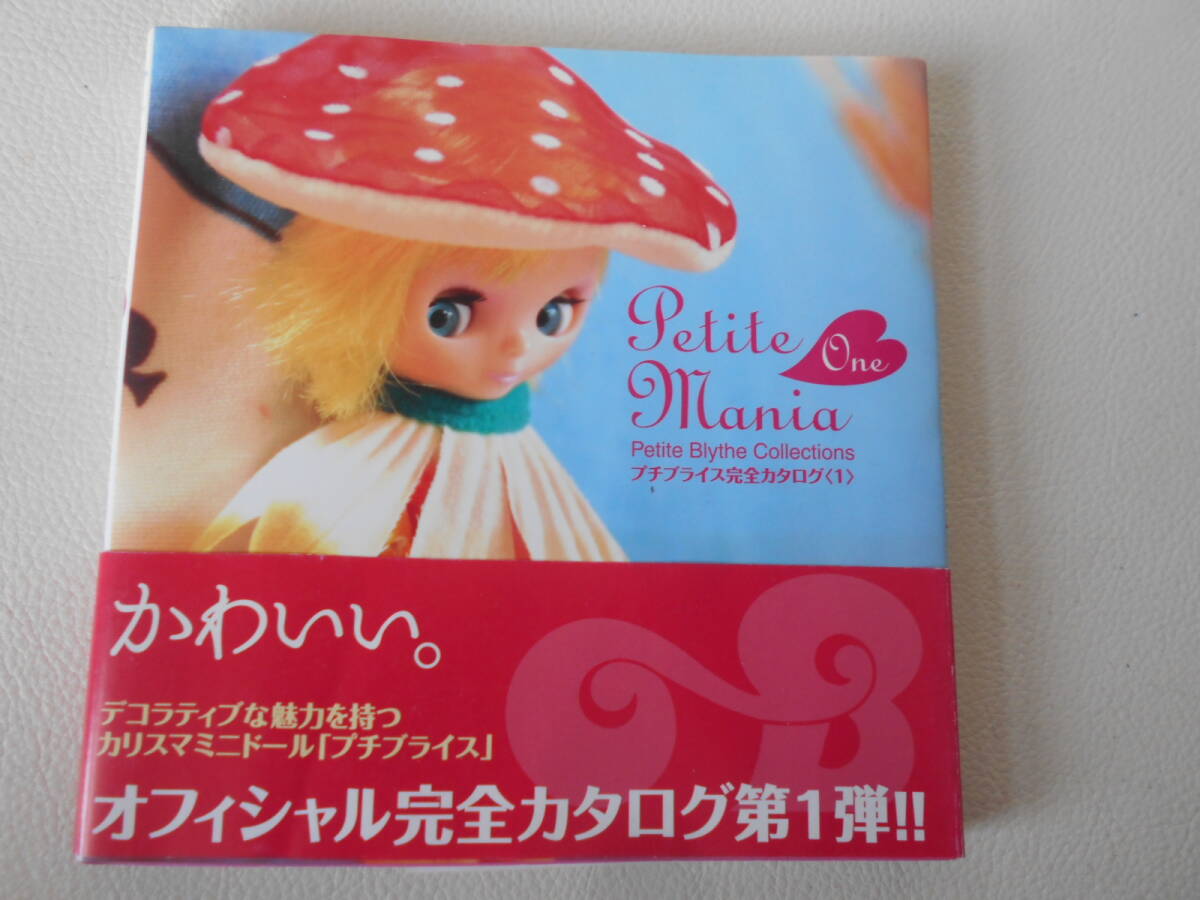 Petite
One
Mania
Petite Blythe Collections
プチブライス完全カタログ〈1〉
かわいい。
デコラティブな魅力を持つ
カリスマミニドール「プチブライス」
オフィシャル完全カタログ第1弾!!
B